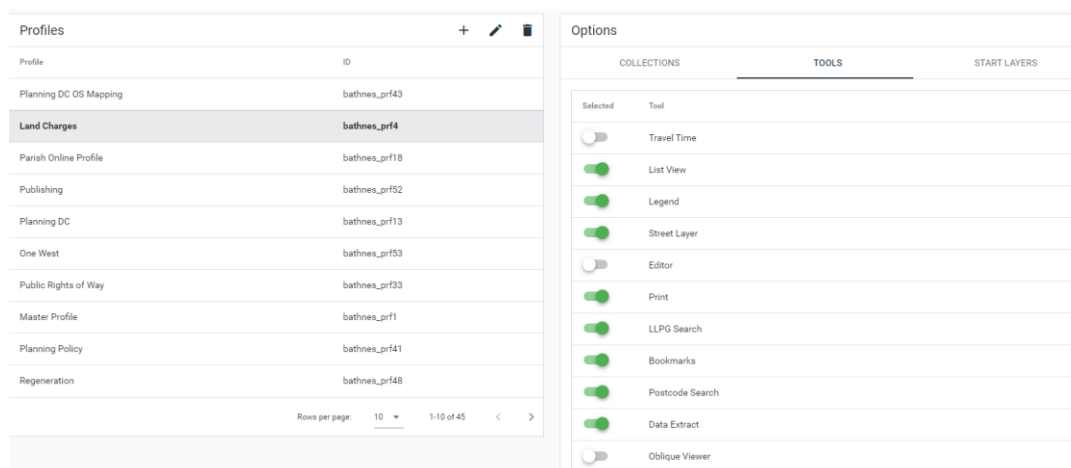 Profiles
Profile ID
Planning DC OS Mapping bathnes_prf43
Land Charges bathnes_prf4
Parish Online Profile bathnes_prf18
Publishing bathnes_prf52
Planning DC bathnes_prf13
One West bathnes_prf53
Public Rights of Way bathnes_prf33
Master Profile bathnes_prf1
Planning Policy bathnes_prf41
Regeneration bathnes_prf48
Rows per page: 10 1-10 of 45
Options
COLLECTIONS TOOLS START LAYERS
Selected Tool
Travel Time
List View
Legend
Street Layer
Editor
Print
LLPG Search
Bookmarks
Postcode Search
Data Extract
Oblique Viewer